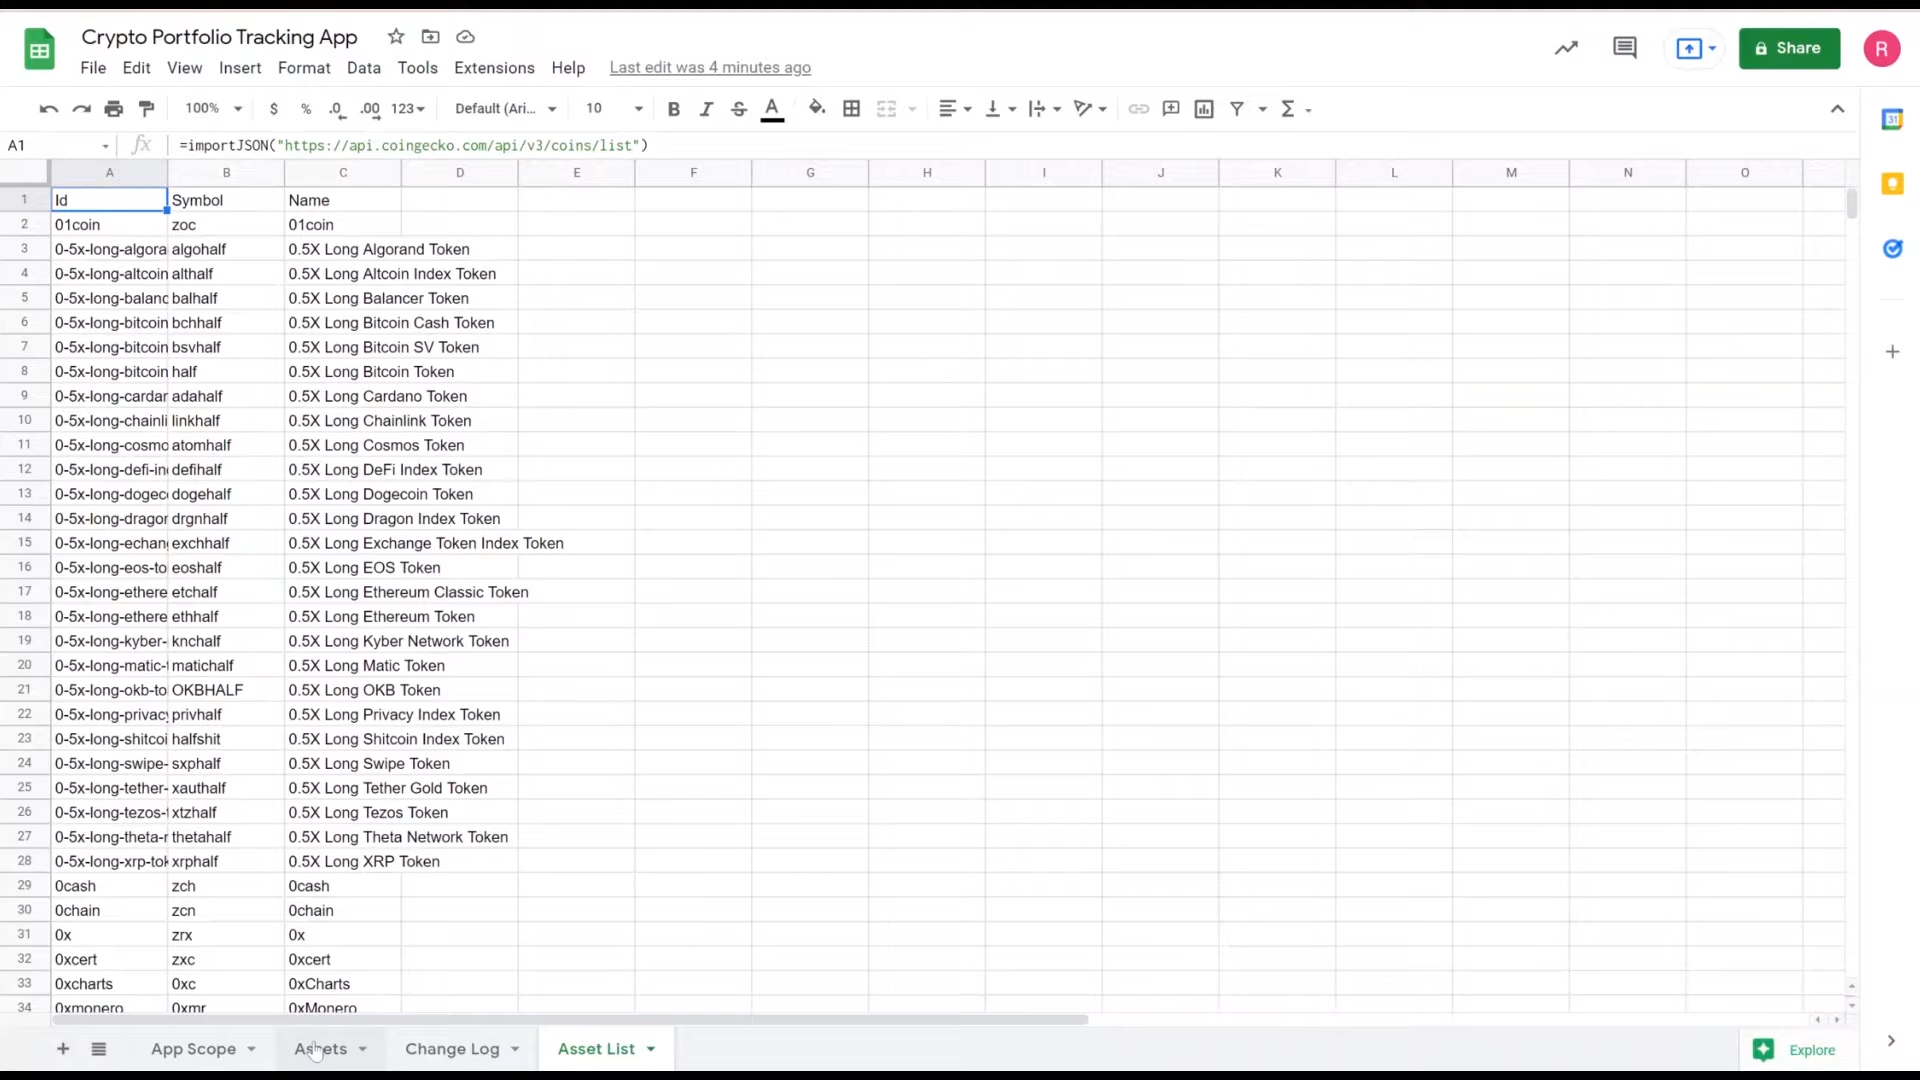 Crypto Portfolio Tracking App
Share
R
File Edit View Insert Format Data Tools Extensions Help Last edit was 4 minutes ago
100% $ % .0 .00 123 Default (Ari... 10 B I S A Σ
31
A1 fx =importJSON("https://api.coingecko.com/api/v3/coins/list")
A B C D E F G H I J K L M N O
1 Id Symbol Name
2 01coin zoc 01coin
3 0-5x-long-algora algohalf 0.5X Long Algorand Token
4 0-5x-long-altcoin althalf 0.5X Long Altcoin Index Token
5 0-5x-long-balanc balhalf 0.5X Long Balancer Token
6 0-5x-long-bitcoin bchhalf 0.5X Long Bitcoin Cash Token
7 0-5x-long-bitcoin bsvhalf 0.5X Long Bitcoin SV Token
8 0-5x-long-bitcoin half 0.5X Long Bitcoin Token
9 0-5x-long-cardar adahalf 0.5X Long Cardano Token
10 0-5x-long-chainli linkhalf 0.5X Long Chainlink Token
11 0-5x-long-cosmo atomhalf 0.5X Long Cosmos Token
12 0-5x-long-defi-in defihalf 0.5X Long DeFi Index Token
13 0-5x-long-dogec dogehalf 0.5X Long Dogecoin Token
14 0-5x-long-dragor drgnhalf 0.5X Long Dragon Index Token
15 0-5x-long-echan exchhalf 0.5X Long Exchange Token Index Token
16 0-5x-long-eos-to eoshalf 0.5X Long EOS Token
17 0-5x-long-ethere etchalf 0.5X Long Ethereum Classic Token
18 0-5x-long-ethere ethhalf 0.5X Long Ethereum Token
19 0-5x-long-kyber- knchalf 0.5X Long Kyber Network Token
20 0-5x-long-matic- matichalf 0.5X Long Matic Token
21 0-5x-long-okb-to OKBHALF 0.5X Long OKB Token
22 0-5x-long-privacy privhalf 0.5X Long Privacy Index Token
23 0-5x-long-shitcoi halfshit 0.5X Long Shitcoin Index Token
24 0-5x-long-swipe- sxphalf 0.5X Long Swipe Token
25 0-5x-long-tether- xauthalf 0.5X Long Tether Gold Token
26 0-5x-long-tezos- xtzhalf 0.5X Long Tezos Token
27 0-5x-long-theta-r thetahalf 0.5X Long Theta Network Token
28 0-5x-long-xrp-tok xrphalf 0.5X Long XRP Token
29 0cash zch 0cash
30 0chain zcn 0chain
31 0x zrx 0x
32 0xcert zxc 0xcert
33 0xcharts 0xc 0xCharts
34 0xmonero 0xmr 0xMonero
App Scope Assets Change Log Asset List Explore